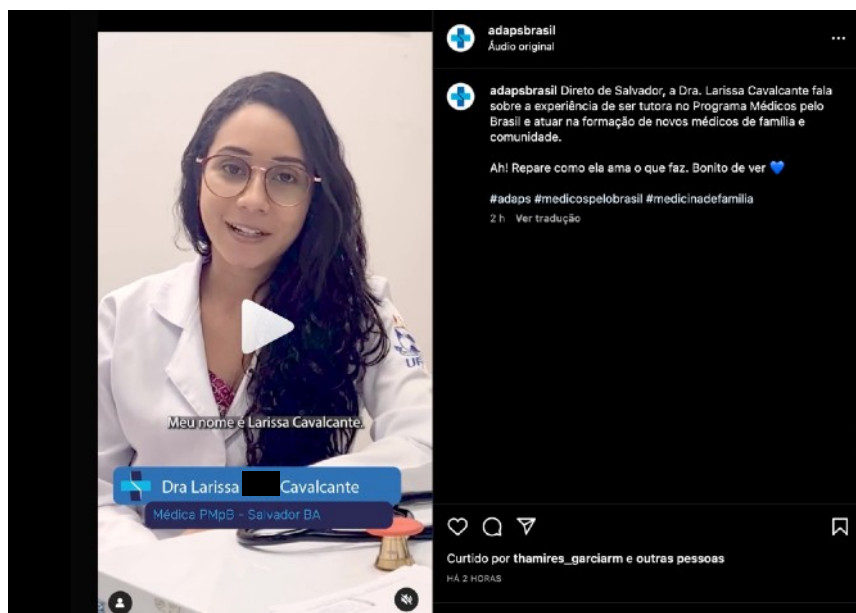 adapsbrasil
Áudio original
adapsbrasil Direto de Salvador, a Dra. Larissa Cavalcante fala
sobre a experiência de ser tutora no Programa Médicos pelo
Brasil e atuar na formação de novos médicos de família e
comunidade.
Ah! Repare como ela ama o que faz. Bonito de ver 💙
#adaps #medicospelobrasil #medicinadefamilia
2 h Ver tradução
UF
Meu nome é Larissa Cavalcante.
Dra Larissa Cavalcante
Médica PMpB - Salvador BA
Curtido por thamires_garciarm e outras pessoas
HÁ 2 HORAS